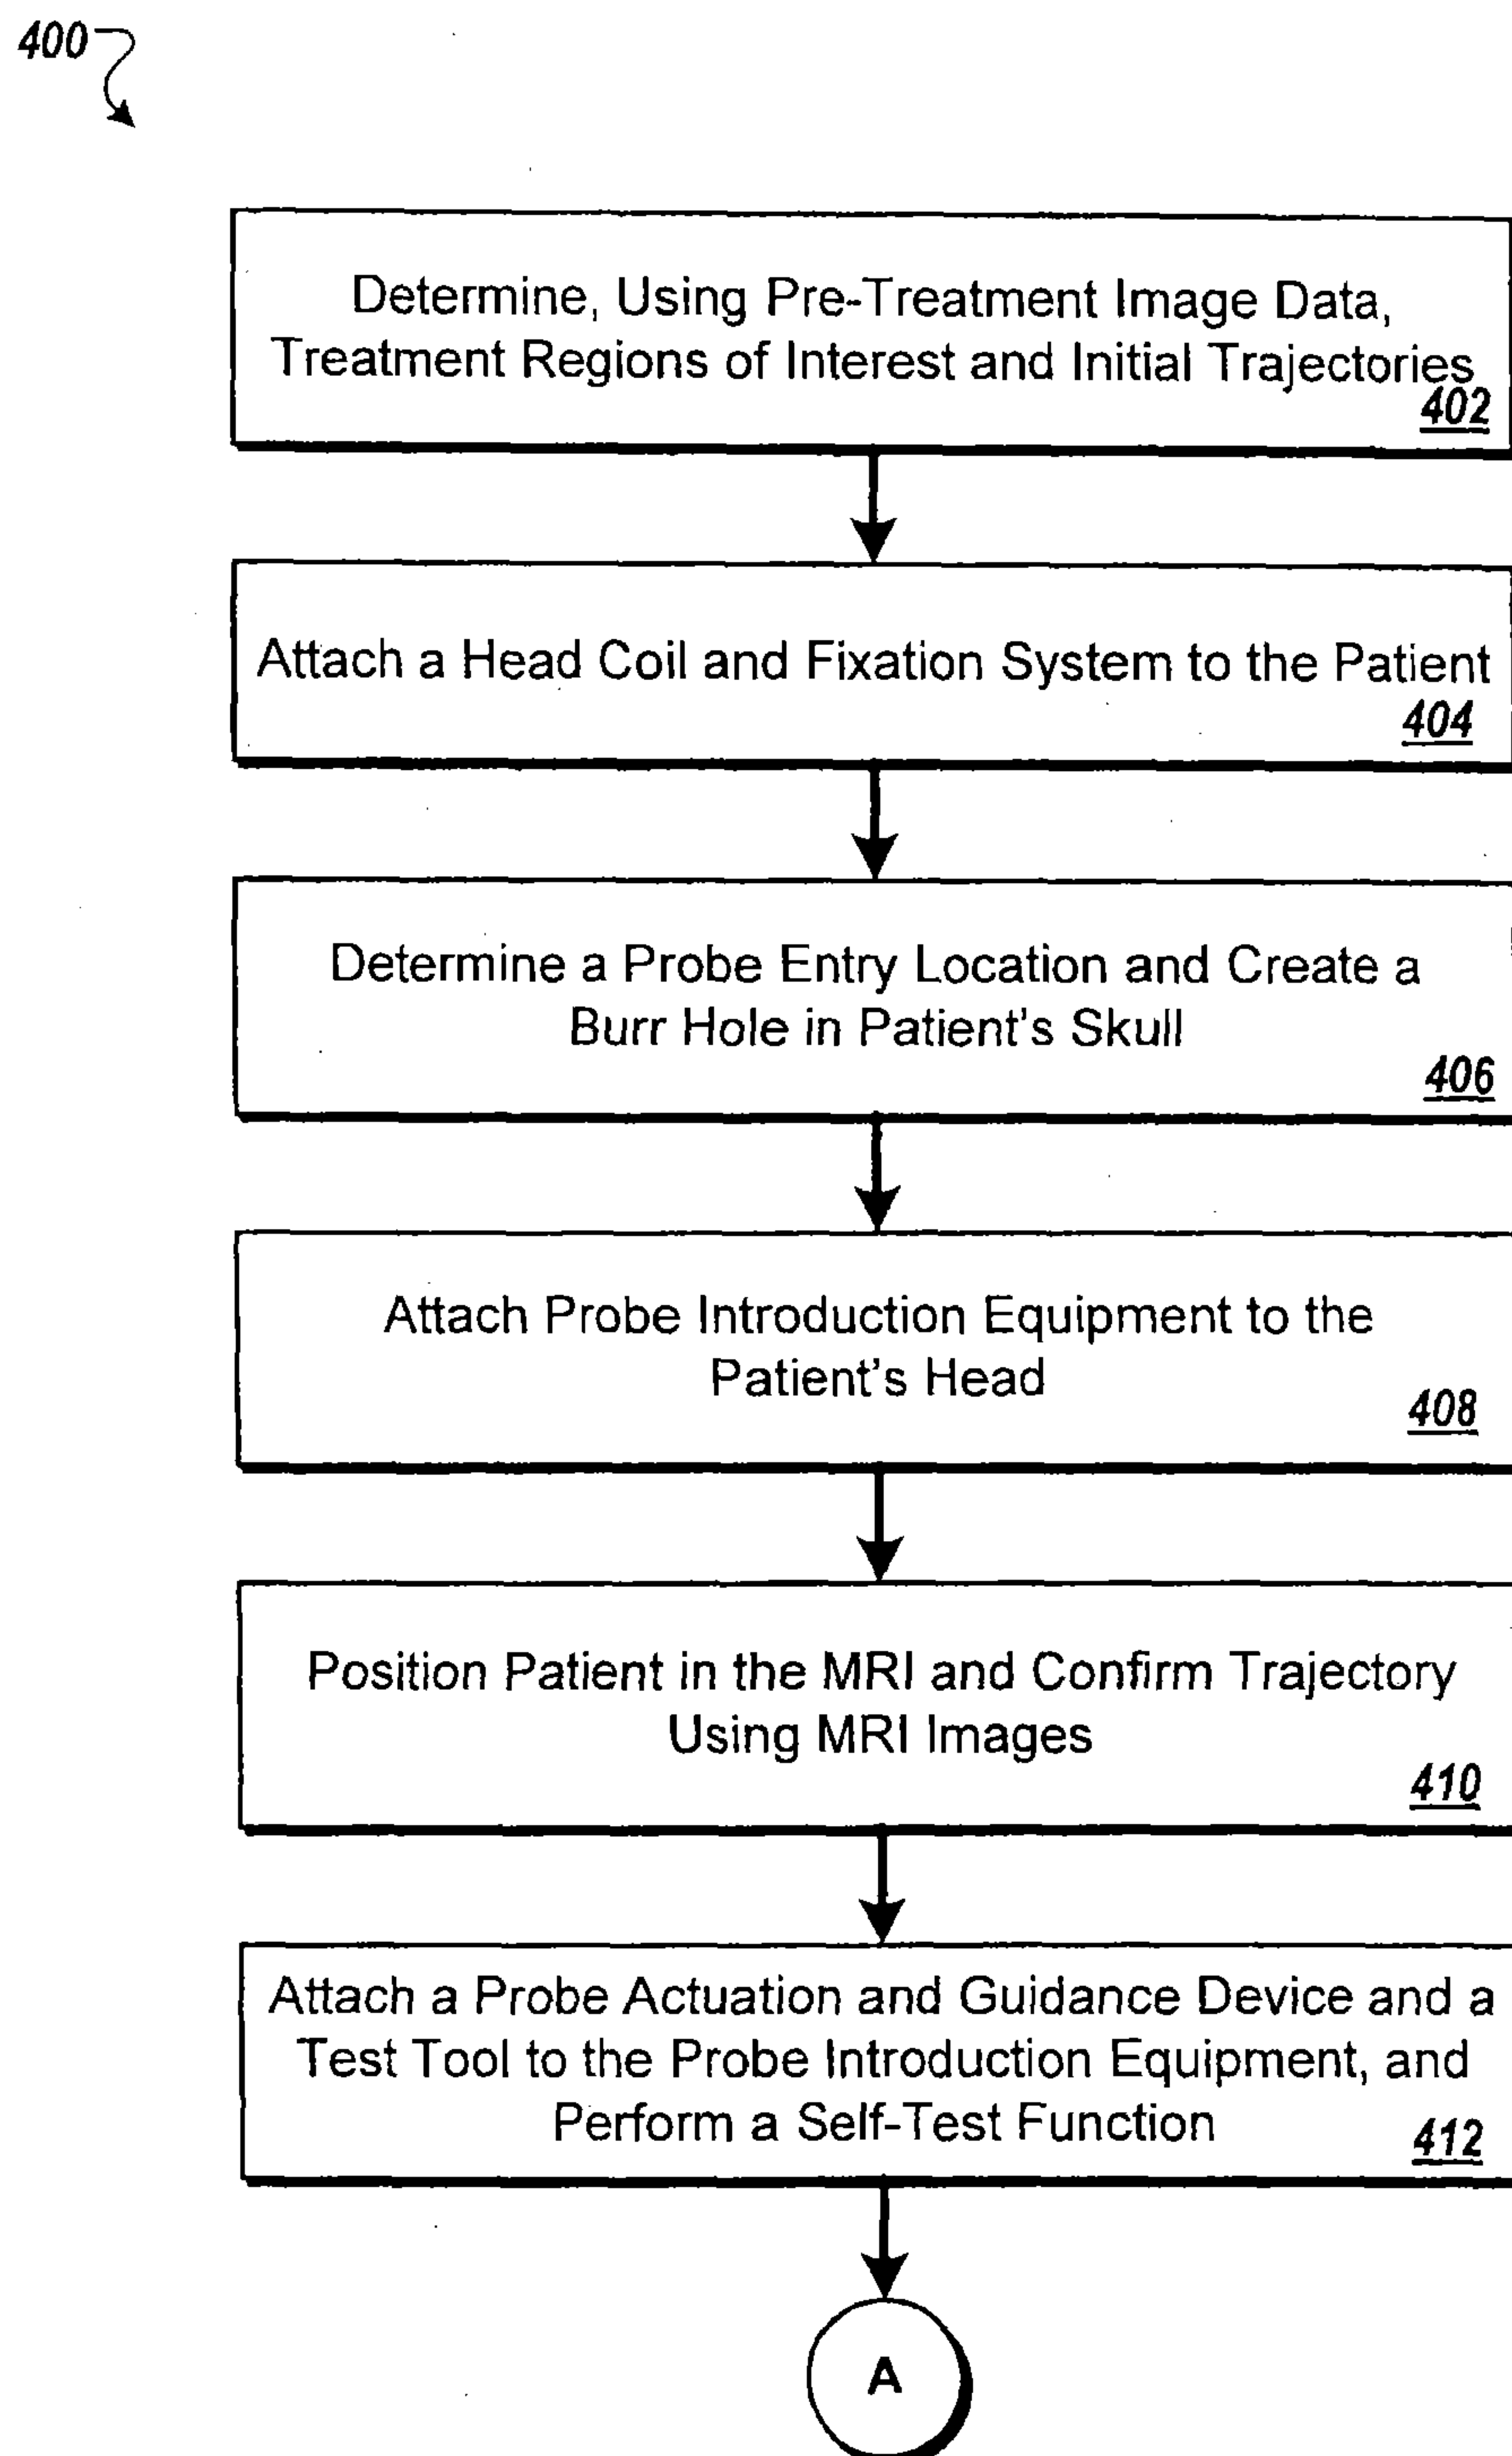 400
Determine, Using Pre-Treatment Image Data,
Treatment Regions of Interest and Initial Trajectories
402
Attach a Head Coil and Fixation System to the Patient
404
Determine a Probe Entry Location and Create a
Burr Hole in Patient's Skull
406
Attach Probe Introduction Equipment to the
Patient's Head
408
Position Patient in the MRI and Confirm Trajectory
Using MRI Images
410
Attach a Probe Actuation and Guidance Device and a
Test Tool to the Probe Introduction Equipment, and
Perform a Self-Test Function
412
A